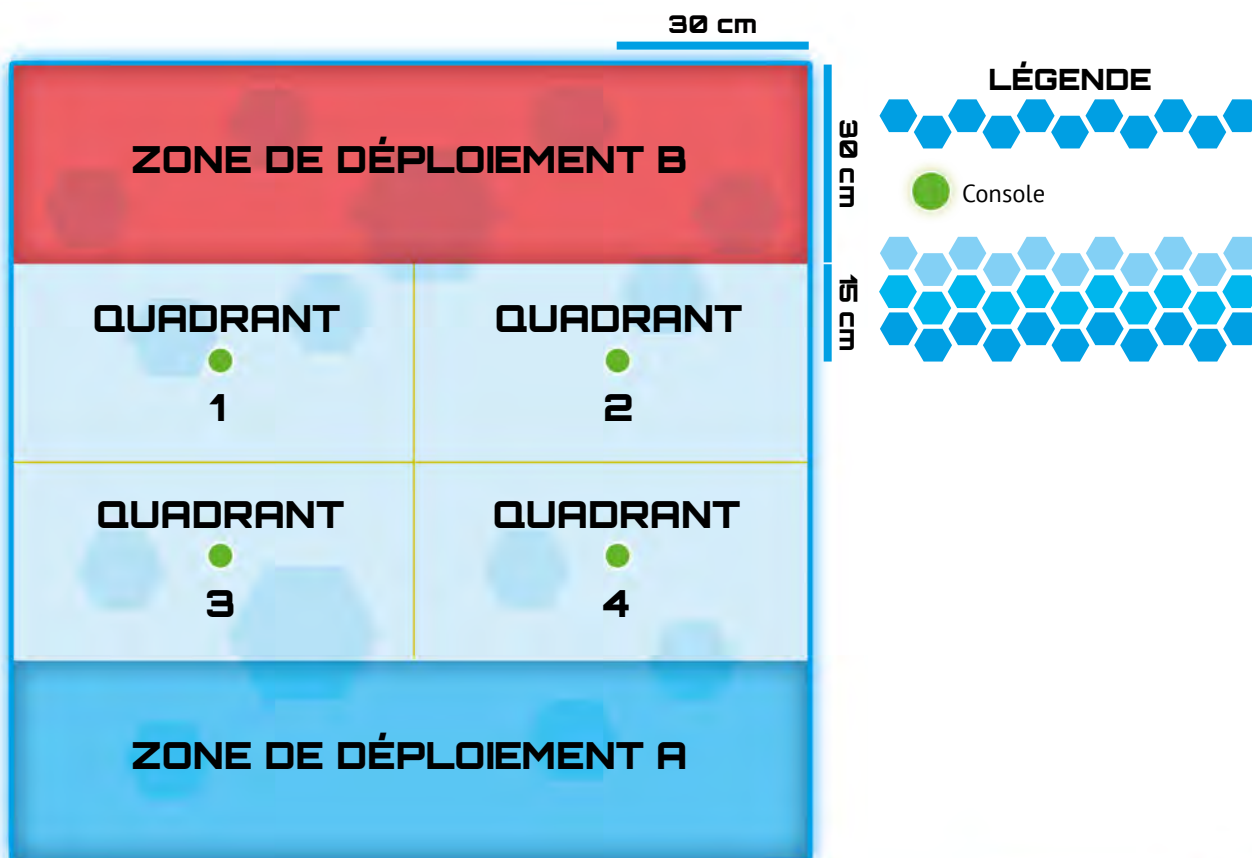 30 cm
ZONE DE DÉPLOIEMENT B
30 cm
15 cm
LÉGENDE
Console
QUADRANT
1
QUADRANT
2
QUADRANT
3
QUADRANT
4
ZONE DE DÉPLOIEMENT A